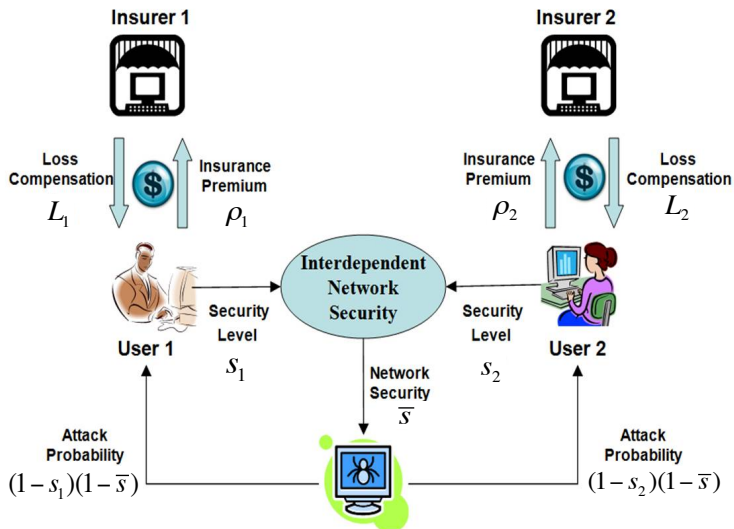 Insurer 1
Insurer 2
Loss
Compensation
L₁
$
Insurance
Premium
ρ₁
Insurance
Premium
ρ₂
$
Loss
Compensation
L₂
Interdependent
Network
Security
User 1
Security
Level
s₁
Security
Level
s₂
User 2
Network
Security
s̅
Attack
Probability
(1−s₁)(1−s̅)
Attack
Probability
(1−s₂)(1−s̅)